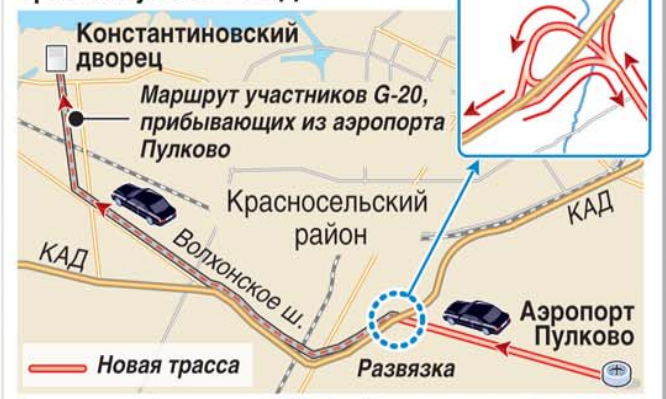 Константиновский
дворец
Маршрут участников G-20,
прибывающих из аэропорта
Пулково
Красносельский
район
КАД
КАД
Волхонское ш.
Аэропорт
Пулково
Новая трасса
Развязка